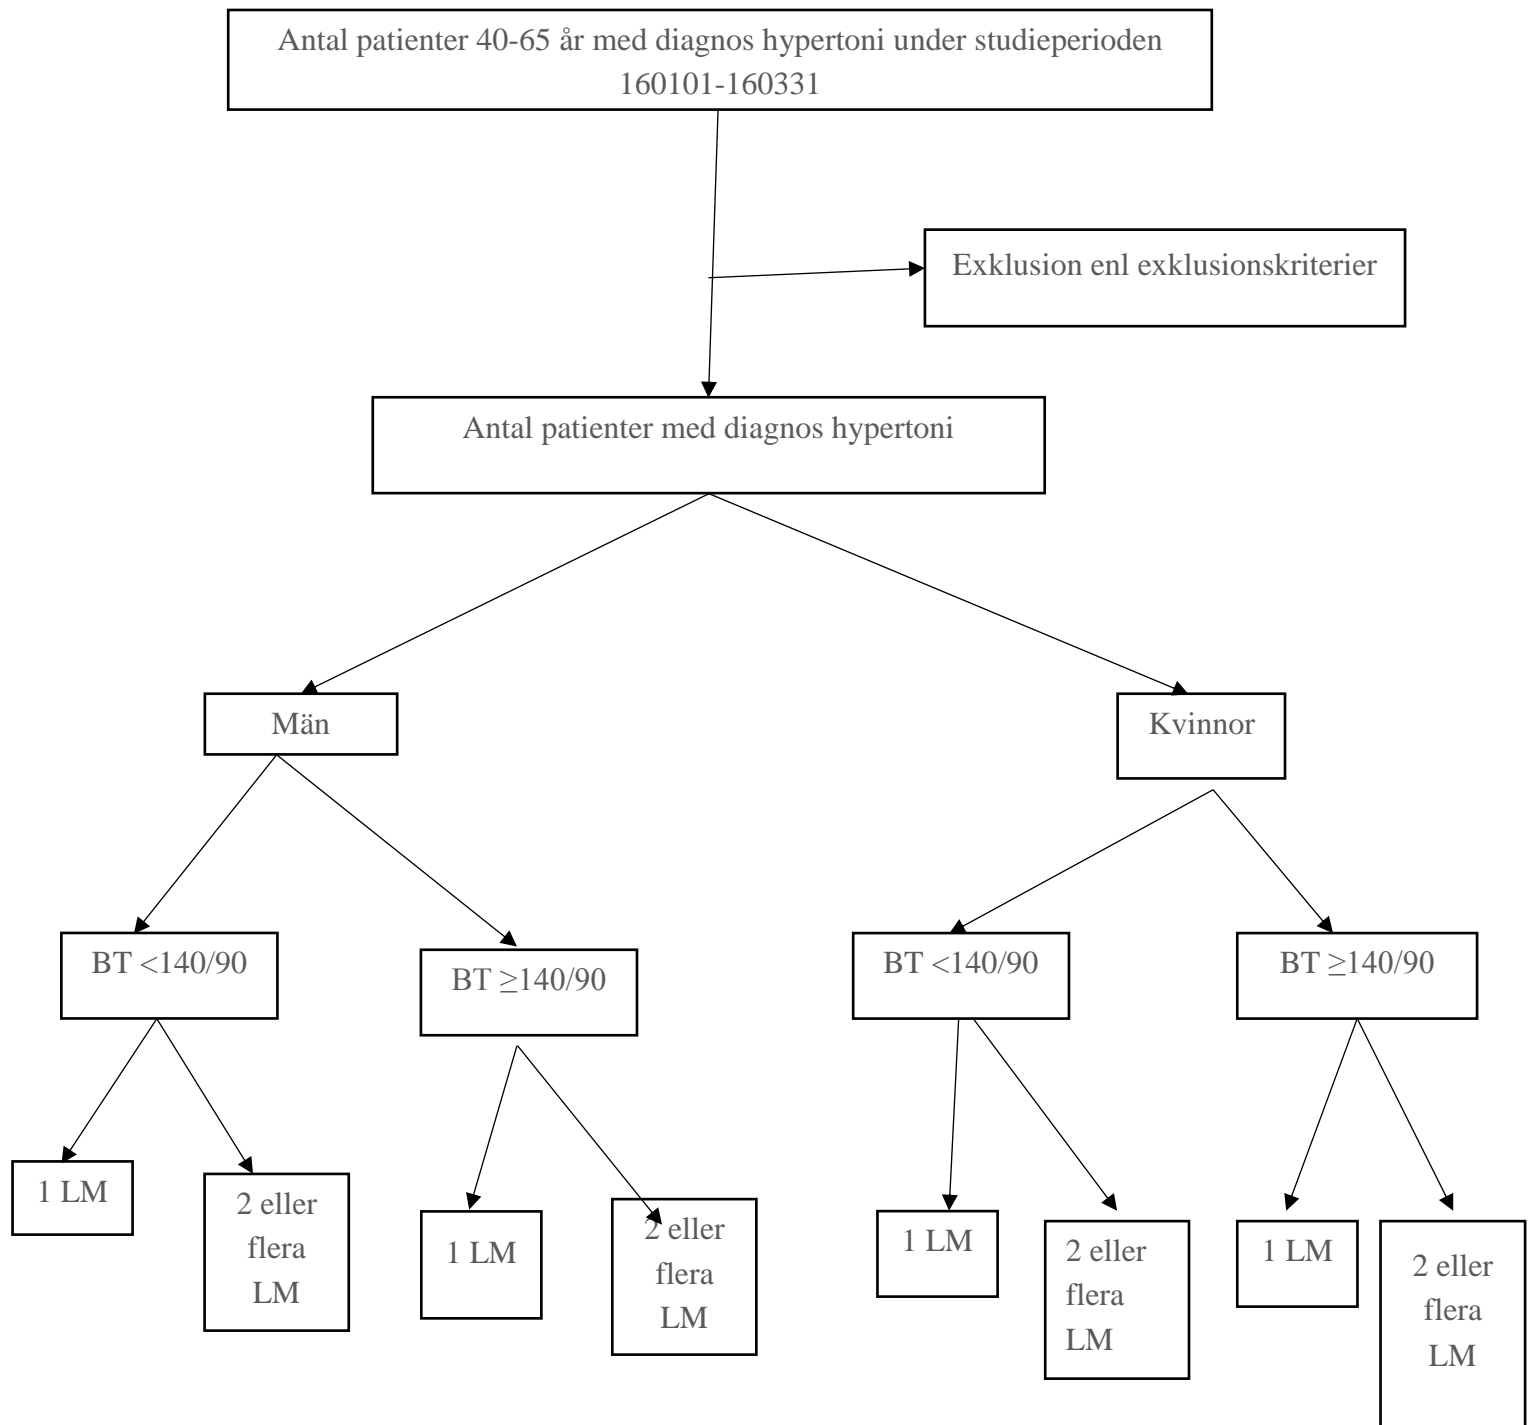 Antal patienter 40-65 år med diagnos hypertoni under studieperioden
160101-160331
Exklusion enl exklusionskriterier
Antal patienter med diagnos hypertoni
Män
Kvinnor
BT <140/90
BT ≥140/90
BT <140/90
BT ≥140/90
1 LM
2 eller
flera
LM
1 LM
2 eller
flera
LM
1 LM
2 eller
flera
LM
1 LM
2 eller
flera
LM